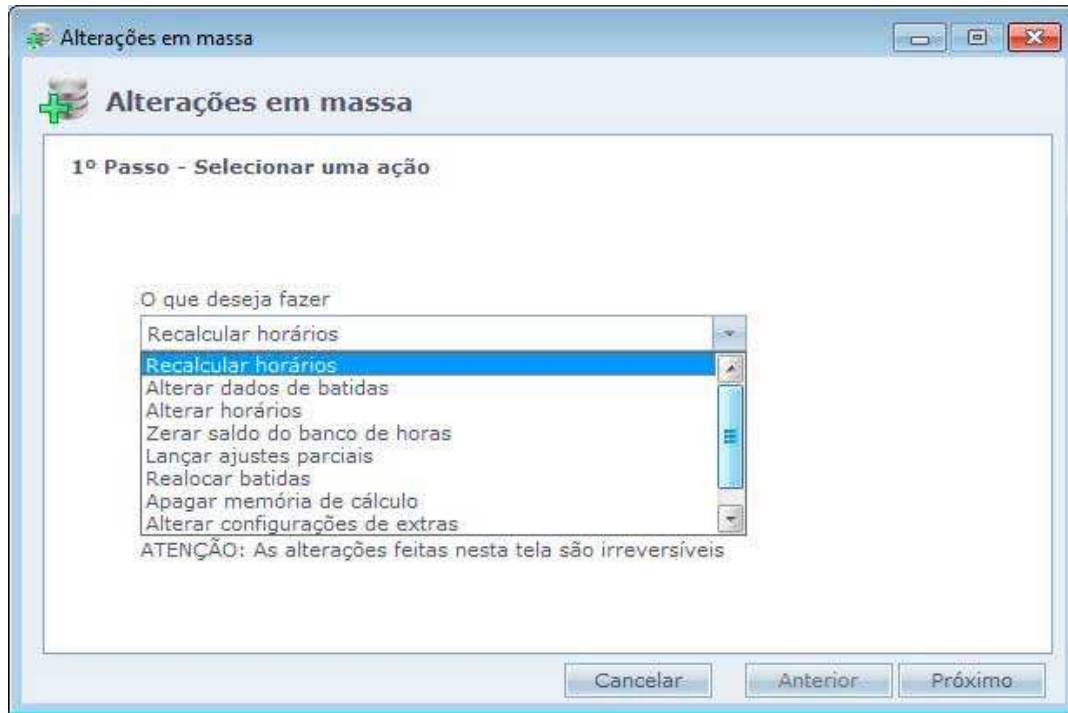 Alterações em massa
Alterações em massa
1º Passo - Selecionar uma ação
O que deseja fazer
Recalcular horários
Recalcular horários
Alterar dados de batidas
Alterar horários
Zerar saldo do banco de horas
Lançar ajustes parciais
Realocar batidas
Apagar memória de cálculo
Alterar configurações de extras
ATENÇÃO: As alterações feitas nesta tela são irreversíveis
Cancelar Anterior Próximo